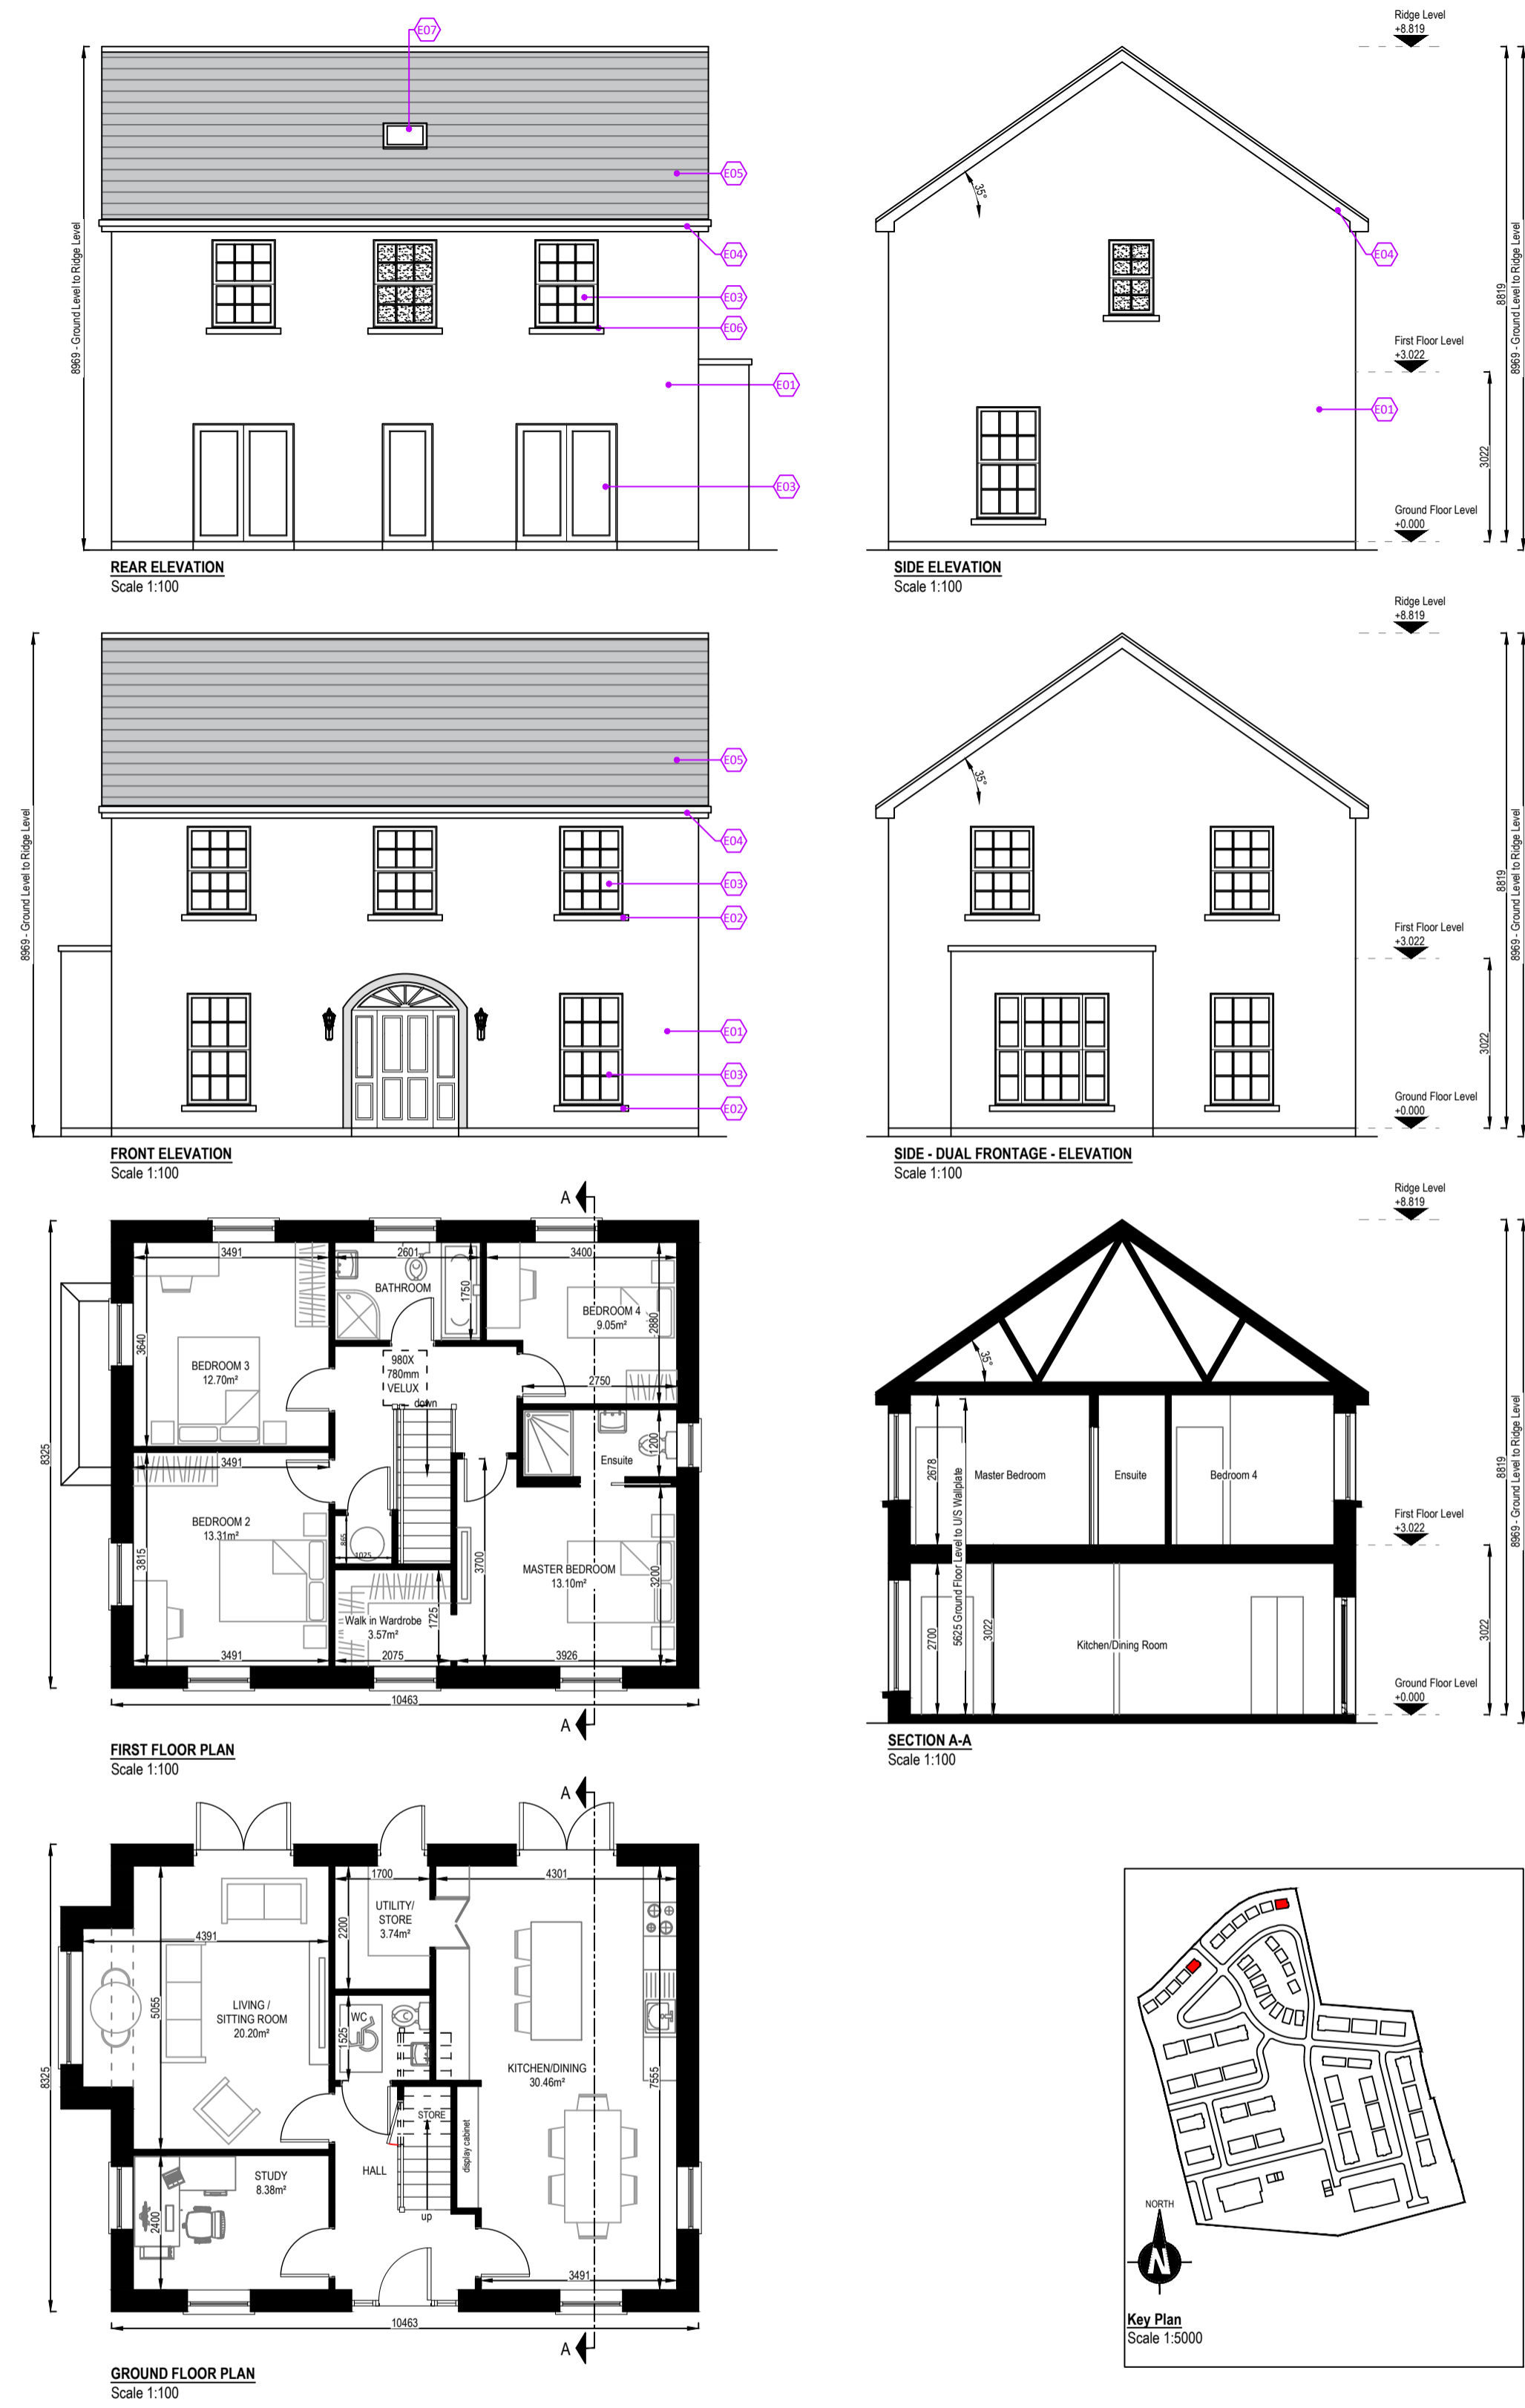 E07
E05
E04
E03
E06
E01
E03
8969 - Ground Level to Ridge Level
REAR ELEVATION
Scale 1:100
35°
E04
E01
Ridge Level
+8.819
First Floor Level
+3.022
Ground Floor Level
+0.000
3022
8819
8969 - Ground Level to Ridge Level
SIDE ELEVATION
Scale 1:100
8969 - Ground Level to Ridge Level
E05
E04
E03
E02
E01
E03
E02
FRONT ELEVATION
Scale 1:100
35°
Ridge Level
+8.819
First Floor Level
+3.022
Ground Floor Level
+0.000
3022
8819
8969 - Ground Level to Ridge Level
SIDE - DUAL FRONTAGE - ELEVATION
Scale 1:100
A
3491
2601
3400
BATHROOM
1750
BEDROOM 4
9.05m²
2880
3640
BEDROOM 3
12.70m²
980X
780mm
VELUX
down
2750
1200
Ensuite
8325
3491
BEDROOM 2
13.31m²
3815
865
1025
3700
MASTER BEDROOM
13.10m²
3200
Walk in Wardrobe
3.57m²
1725
3491
2075
3926
10463
A
FIRST FLOOR PLAN
Scale 1:100
35°
Master Bedroom
Ensuite
Bedroom 4
2678
5625 Ground Floor Level to U/S Wallplate
2700
3022
Kitchen/Dining Room
Ridge Level
+8.819
First Floor Level
+3.022
Ground Floor Level
+0.000
3022
8819
8969 - Ground Level to Ridge Level
SECTION A-A
Scale 1:100
A
1700
4301
UTILITY/
STORE
3.74m²
2200
4391
5055
LIVING /
SITTING ROOM
20.20m²
WC
1525
KITCHEN/DINING
30.46m²
7555
8325
STORE
display cabinet
HALL
STUDY
8.38m²
2400
up
3491
10463
A
GROUND FLOOR PLAN
Scale 1:100
NORTH
N
Key Plan
Scale 1:5000